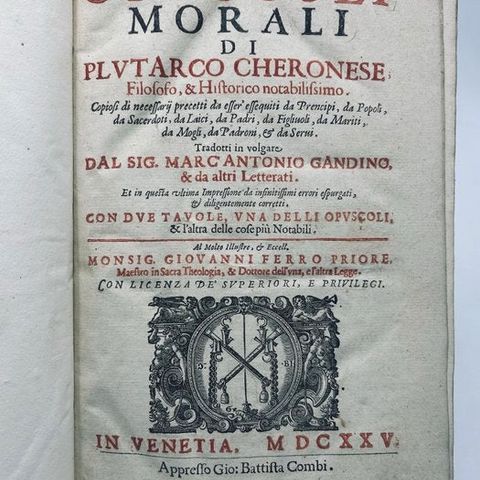 OPUSCOLI
MORALI
DI
PLVTARCO CHERONESE,
Filosofo, & Historico notabilissimo.
Copiosi di necessarij precetti da esser' essequiti da Prencipi, da Popoli,
da Sacerdoti, da Laici, da Padri, da Figliuoli, da Mariti,
da Mogli, da Padroni, & da Serui.
Tradotti in volgare
DAL SIG. MARC'ANTONIO GANDINO,
& da altri Letterati.
Et in questa vltima Impressione da infinitissimi errori espurgati,
& diligentemente corretti.
CON DVE TAVOLE, VNA DELLI OPVSCOLI,
& l'altra delle cose più Notabili.
Al Molto Illustre, & Eccell.
MONSIG. GIOVANNI FERRO PRIORE,
Maestro in Sacra Theologia, & Dottore dell'vna, e l'altra Legge.
CON LICENZA DE' SVPERIORI, E PRIVILEGI.
IN VENETIA, MDCXXV.
Appresso Gio: Battista Combi.